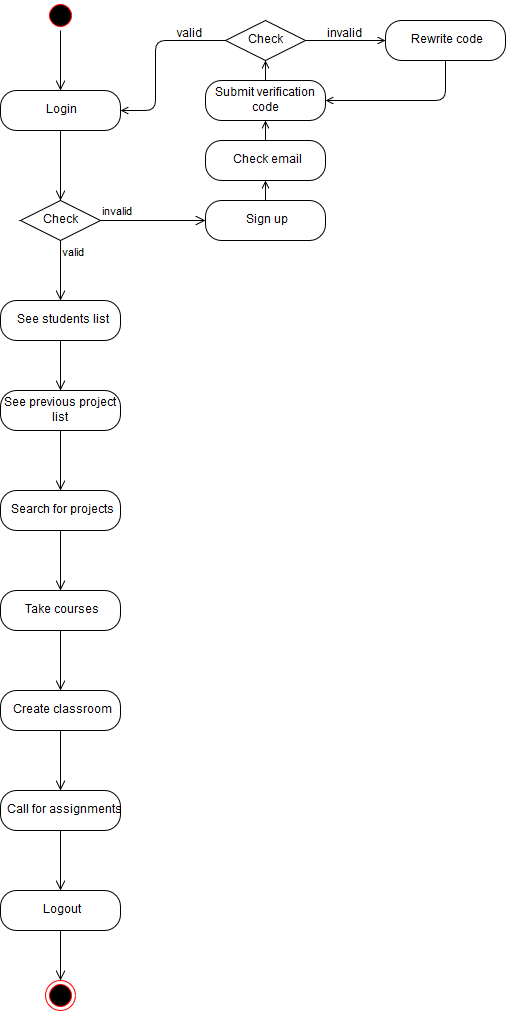 valid
Check
invalid
Rewrite code
Login
Submit verification
code
Check email
Check
invalid
Sign up
valid
See students list
See previous project
list
Search for projects
Take courses
Create classroom
Call for assignments
Logout